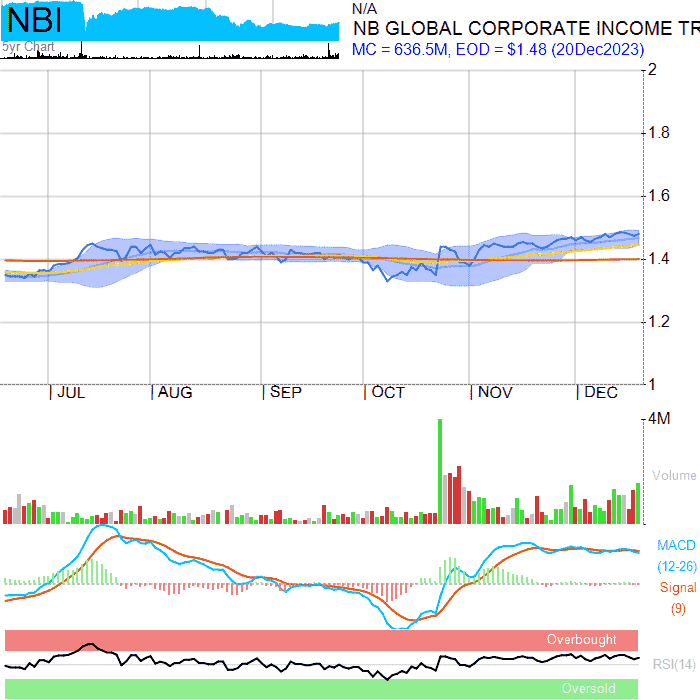 NBI
5yr Chart
N/A
NB GLOBAL CORPORATE INCOME TR
MC = 636.5M, EOD = $1.48 (20Dec2023)
2
1.8
1.6
1.4
1.2
1
JUL AUG SEP OCT NOV DEC
4M
Volume
MACD
(12-26)
Signal
(9)
Overbought
RSI(14)
Oversold